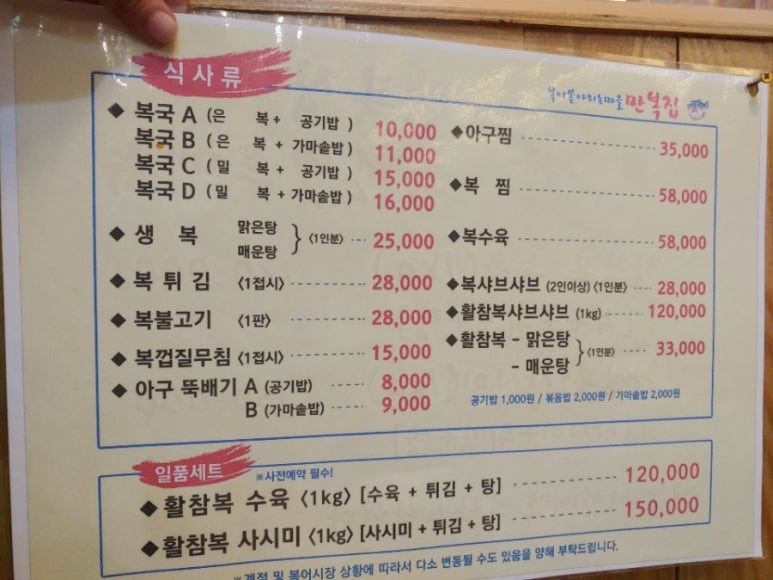 식사류
복이쏟아지는마을 만복집
◆ 복국 A (은 복 + 공기밥) 10,000
복국 B (은 복 + 가마솥밥) 11,000
복국 C (밀 복 + 공기밥) 15,000
복국 D (밀 복 + 가마솥밥) 16,000
◆ 생 복 맑은탕 매운탕 } <1인분> 25,000
◆ 복 튀 김 <1접시> 28,000
◆ 복불고기 <1판> 28,000
◆ 복껍질무침 <1접시> 15,000
◆ 아구 뚝배기 A (공기밥) 8,000
B (가마솥밥) 9,000
◆아구찜 35,000
◆복 찜 58,000
◆복수육 58,000
◆복샤브샤브 (2인이상) <1인분> 28,000
◆활참복샤브샤브 (1kg) 120,000
◆활참복 - 맑은탕
- 매운탕 } <1인분> 33,000
공기밥 1,000원 / 볶음밥 2,000원 / 가마솥밥 2,000원
일품세트 ※사전예약 필수!
◆활참복 수육 <1kg> [수육 + 튀김 + 탕] 120,000
◆활참복 사시미 <1kg> [사시미 + 튀김 + 탕] 150,000
※계절 및 복어시장 상황에 따라서 다소 변동될 수도 있음을 양해 부탁드립니다.